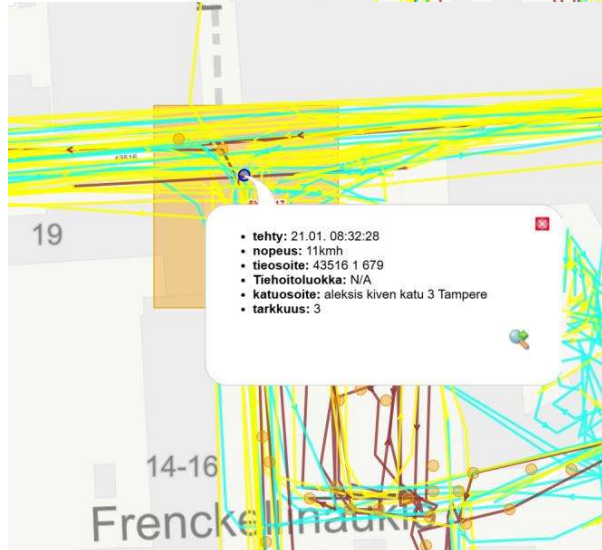 43516
19
• tehty: 21.01. 08:32:28
• nopeus: 11kmh
• tieosoite: 43516 1 679
• Tiehoitoluokka: N/A
• katuosoite: aleksis kiven katu 3 Tampere
• tarkkuus: 3
14-16
Frenckellinaukio